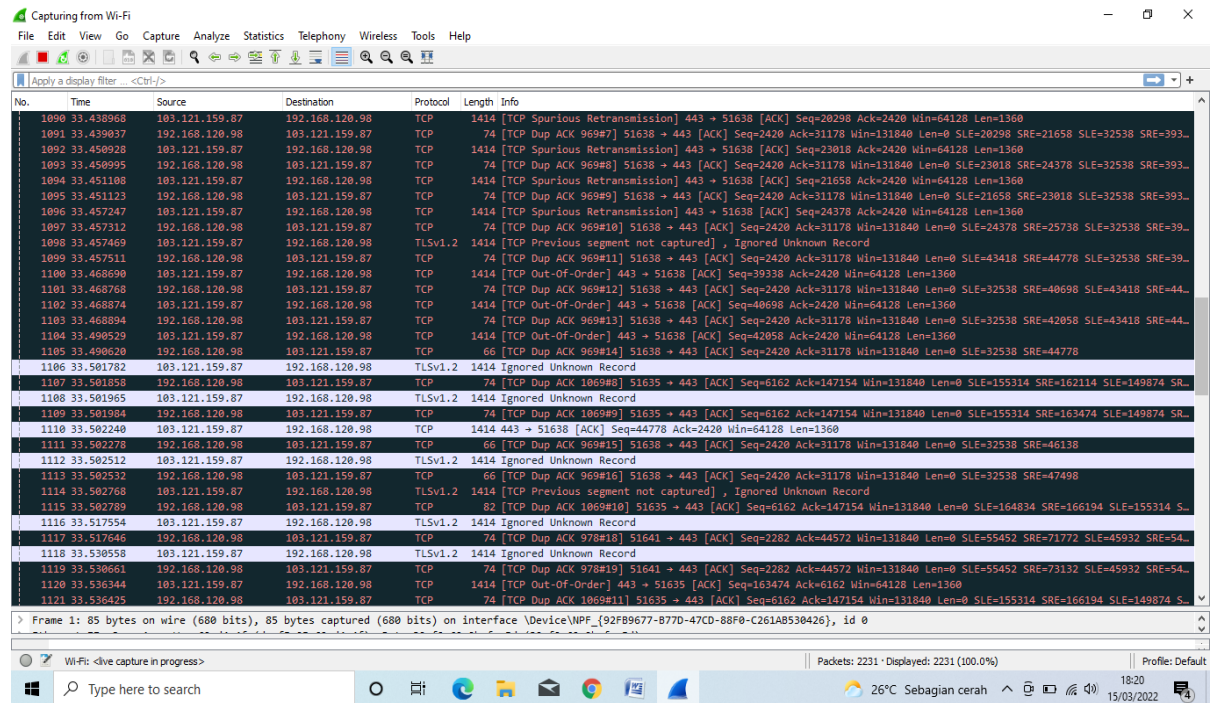 Capturing from Wi-Fi
File Edit View Go Capture Analyze Statistics Telephony Wireless Tools Help
Apply a display filter ... <Ctrl-/>
No. Time Source Destination Protocol Length Info
1090 33.438968 103.121.159.87 192.168.120.98 TCP 1414 [TCP Spurious Retransmission] 443 → 51638 [ACK] Seq=20298 Ack=2420 Win=64128 Len=1360
1091 33.439037 192.168.120.98 103.121.159.87 TCP 74 [TCP Dup ACK 969#7] 51638 → 443 [ACK] Seq=2420 Ack=31178 Win=131840 Len=0 SLE=20298 SRE=21658 SLE=32538 SRE=393…
1092 33.450928 103.121.159.87 192.168.120.98 TCP 1414 [TCP Spurious Retransmission] 443 → 51638 [ACK] Seq=23018 Ack=2420 Win=64128 Len=1360
1093 33.450995 192.168.120.98 103.121.159.87 TCP 74 [TCP Dup ACK 969#8] 51638 → 443 [ACK] Seq=2420 Ack=31178 Win=131840 Len=0 SLE=23018 SRE=24378 SLE=32538 SRE=393…
1094 33.451108 103.121.159.87 192.168.120.98 TCP 1414 [TCP Spurious Retransmission] 443 → 51638 [ACK] Seq=21658 Ack=2420 Win=64128 Len=1360
1095 33.451123 192.168.120.98 103.121.159.87 TCP 74 [TCP Dup ACK 969#9] 51638 → 443 [ACK] Seq=2420 Ack=31178 Win=131840 Len=0 SLE=21658 SRE=23018 SLE=32538 SRE=393…
1096 33.457247 103.121.159.87 192.168.120.98 TCP 1414 [TCP Spurious Retransmission] 443 → 51638 [ACK] Seq=24378 Ack=2420 Win=64128 Len=1360
1097 33.457312 192.168.120.98 103.121.159.87 TCP 74 [TCP Dup ACK 969#10] 51638 → 443 [ACK] Seq=2420 Ack=31178 Win=131840 Len=0 SLE=24378 SRE=25738 SLE=32538 SRE=39…
1098 33.457469 103.121.159.87 192.168.120.98 TLSv1.2 1414 [TCP Previous segment not captured] , Ignored Unknown Record
1099 33.457511 192.168.120.98 103.121.159.87 TCP 74 [TCP Dup ACK 969#11] 51638 → 443 [ACK] Seq=2420 Ack=31178 Win=131840 Len=0 SLE=43418 SRE=44778 SLE=32538 SRE=39…
1100 33.468690 103.121.159.87 192.168.120.98 TCP 1414 [TCP Out-Of-Order] 443 → 51638 [ACK] Seq=39338 Ack=2420 Win=64128 Len=1360
1101 33.468768 192.168.120.98 103.121.159.87 TCP 74 [TCP Dup ACK 969#12] 51638 → 443 [ACK] Seq=2420 Ack=31178 Win=131840 Len=0 SLE=32538 SRE=40698 SLE=43418 SRE=44…
1102 33.468874 103.121.159.87 192.168.120.98 TCP 1414 [TCP Out-Of-Order] 443 → 51638 [ACK] Seq=40698 Ack=2420 Win=64128 Len=1360
1103 33.468894 192.168.120.98 103.121.159.87 TCP 74 [TCP Dup ACK 969#13] 51638 → 443 [ACK] Seq=2420 Ack=31178 Win=131840 Len=0 SLE=32538 SRE=42058 SLE=43418 SRE=44…
1104 33.490529 103.121.159.87 192.168.120.98 TCP 1414 [TCP Out-Of-Order] 443 → 51638 [ACK] Seq=42058 Ack=2420 Win=64128 Len=1360
1105 33.490620 192.168.120.98 103.121.159.87 TCP 66 [TCP Dup ACK 969#14] 51638 → 443 [ACK] Seq=2420 Ack=31178 Win=131840 Len=0 SLE=32538 SRE=44778
1106 33.501782 103.121.159.87 192.168.120.98 TLSv1.2 1414 Ignored Unknown Record
1107 33.501858 192.168.120.98 103.121.159.87 TCP 74 [TCP Dup ACK 1069#8] 51635 → 443 [ACK] Seq=6162 Ack=147154 Win=131840 Len=0 SLE=155314 SRE=162114 SLE=149874 SR…
1108 33.501965 103.121.159.87 192.168.120.98 TLSv1.2 1414 Ignored Unknown Record
1109 33.501984 192.168.120.98 103.121.159.87 TCP 74 [TCP Dup ACK 1069#9] 51635 → 443 [ACK] Seq=6162 Ack=147154 Win=131840 Len=0 SLE=155314 SRE=163474 SLE=149874 SR…
1110 33.502240 103.121.159.87 192.168.120.98 TCP 1414 443 → 51638 [ACK] Seq=44778 Ack=2420 Win=64128 Len=1360
1111 33.502278 192.168.120.98 103.121.159.87 TCP 66 [TCP Dup ACK 969#15] 51638 → 443 [ACK] Seq=2420 Ack=31178 Win=131840 Len=0 SLE=32538 SRE=46138
1112 33.502512 103.121.159.87 192.168.120.98 TLSv1.2 1414 Ignored Unknown Record
1113 33.502532 192.168.120.98 103.121.159.87 TCP 66 [TCP Dup ACK 969#16] 51638 → 443 [ACK] Seq=2420 Ack=31178 Win=131840 Len=0 SLE=32538 SRE=47498
1114 33.502768 103.121.159.87 192.168.120.98 TLSv1.2 1414 [TCP Previous segment not captured] , Ignored Unknown Record
1115 33.502789 192.168.120.98 103.121.159.87 TCP 82 [TCP Dup ACK 1069#10] 51635 → 443 [ACK] Seq=6162 Ack=147154 Win=131840 Len=0 SLE=164834 SRE=166194 SLE=155314 S…
1116 33.517554 103.121.159.87 192.168.120.98 TLSv1.2 1414 Ignored Unknown Record
1117 33.517646 192.168.120.98 103.121.159.87 TCP 74 [TCP Dup ACK 978#18] 51641 → 443 [ACK] Seq=2282 Ack=44572 Win=131840 Len=0 SLE=55452 SRE=71772 SLE=45932 SRE=54…
1118 33.530558 103.121.159.87 192.168.120.98 TLSv1.2 1414 Ignored Unknown Record
1119 33.530661 192.168.120.98 103.121.159.87 TCP 74 [TCP Dup ACK 978#19] 51641 → 443 [ACK] Seq=2282 Ack=44572 Win=131840 Len=0 SLE=55452 SRE=73132 SLE=45932 SRE=54…
1120 33.536344 103.121.159.87 192.168.120.98 TCP 1414 [TCP Out-Of-Order] 443 → 51635 [ACK] Seq=163474 Ack=6162 Win=64128 Len=1360
1121 33.536425 192.168.120.98 103.121.159.87 TCP 74 [TCP Dup ACK 1069#11] 51635 → 443 [ACK] Seq=6162 Ack=147154 Win=131840 Len=0 SLE=155314 SRE=166194 SLE=149874 S…
Frame 1: 85 bytes on wire (680 bits), 85 bytes captured (680 bits) on interface \Device\NPF_{92FB9677-B77D-47CD-88F0-C261AB530426}, id 0
Wi-Fi: <live capture in progress> Packets: 2231 · Displayed: 2231 (100.0%) Profile: Default
Type here to search 26°C Sebagian cerah 18:20
15/03/2022 4